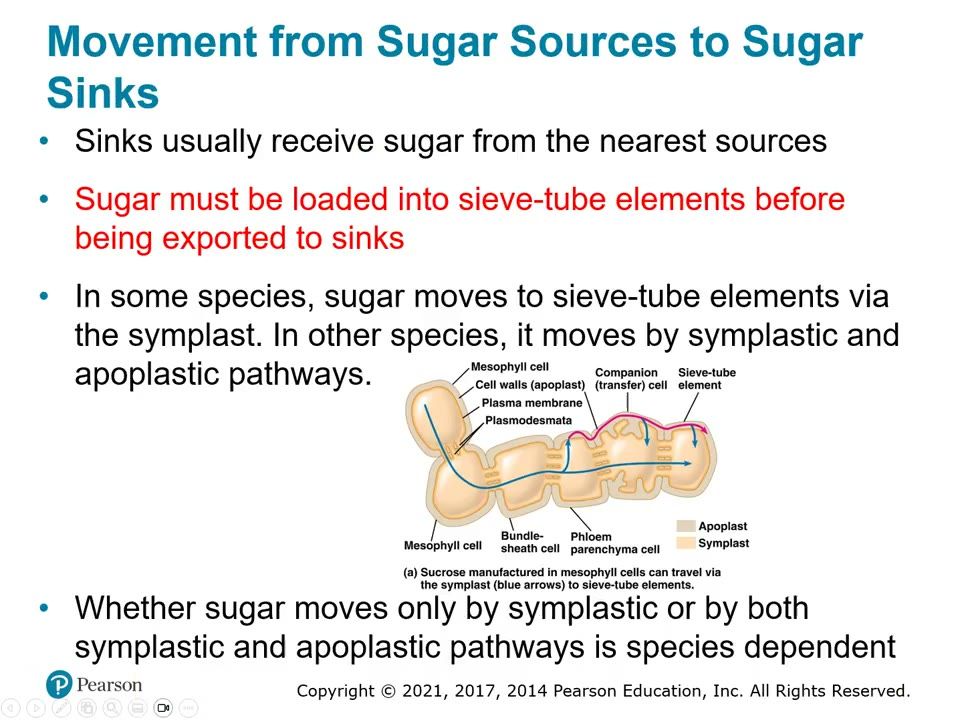 Movement from Sugar Sources to Sugar
Sinks
• Sinks usually receive sugar from the nearest sources
• Sugar must be loaded into sieve-tube elements before
being exported to sinks
• In some species, sugar moves to sieve-tube elements via
the symplast. In other species, it moves by symplastic and
apoplastic pathways.
Mesophyll cell
Cell walls (apoplast)
Plasma membrane
Plasmodesmata
Companion
(transfer) cell
Sieve-tube
element
Mesophyll cell
Bundle-
sheath cell
Phloem
parenchyma cell
Apoplast
Symplast
(a) Sucrose manufactured in mesophyll cells can travel via
the symplast (blue arrows) to sieve-tube elements.
• Whether sugar moves only by symplastic or by both
symplastic and apoplastic pathways is species dependent
P Pearson
Copyright © 2021, 2017, 2014 Pearson Education, Inc. All Rights Reserved.